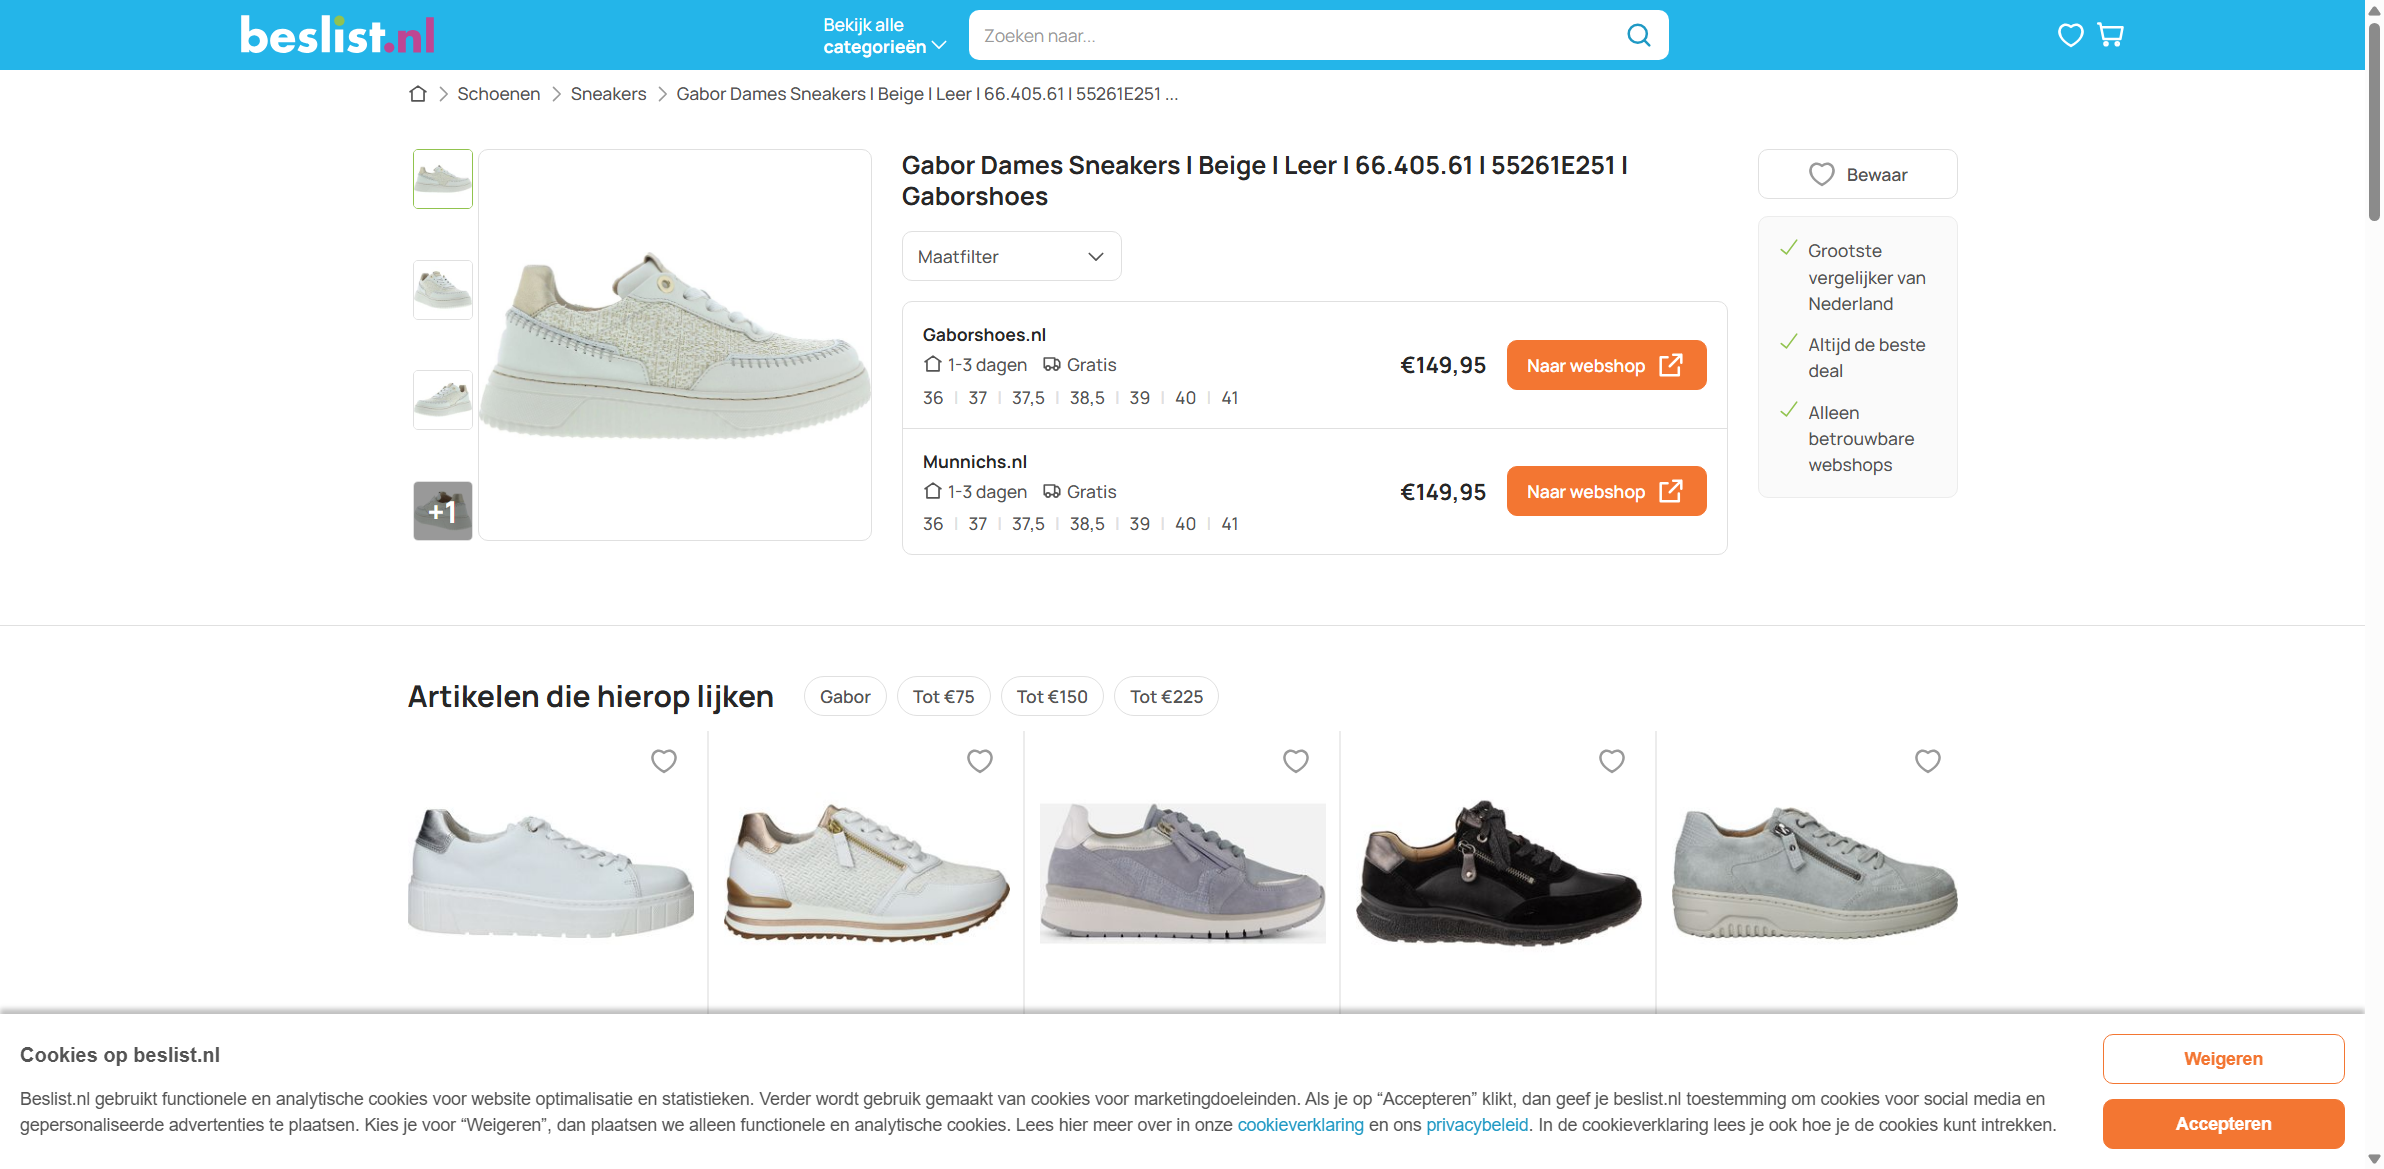 beslist.nl
Bekijk alle
categorieën
Zoeken naar...
Schoenen
Sneakers
Gabor Dames Sneakers | Beige | Leer | 66.405.61 | 55261E251 ...
+1
Gabor Dames Sneakers | Beige | Leer | 66.405.61 | 55261E251 |
Gaborshoes
Maatfilter
Gaborshoes.nl
1-3 dagen Gratis
36 | 37 | 37,5 | 38,5 | 39 | 40 | 41
€149,95
Naar webshop
Munnichs.nl
1-3 dagen Gratis
36 | 37 | 37,5 | 38,5 | 39 | 40 | 41
€149,95
Naar webshop
Bewaar
Grootste
vergelijker van
Nederland
Altijd de beste
deal
Alleen
betrouwbare
webshops
Artikelen die hierop lijken
Gabor
Tot €75
Tot €150
Tot €225
Cookies op beslist.nl
Beslist.nl gebruikt functionele en analytische cookies voor website optimalisatie en statistieken. Verder wordt gebruik gemaakt van cookies voor marketingdoeleinden. Als je op “Accepteren” klikt, dan geef je beslist.nl toestemming om cookies voor social media en
gepersonaliseerde advertenties te plaatsen. Kies je voor “Weigeren”, dan plaatsen we alleen functionele en analytische cookies. Lees hier meer over in onze cookieverklaring en ons privacybeleid. In de cookieverklaring lees je ook hoe je de cookies kunt intrekken.
Weigeren
Accepteren